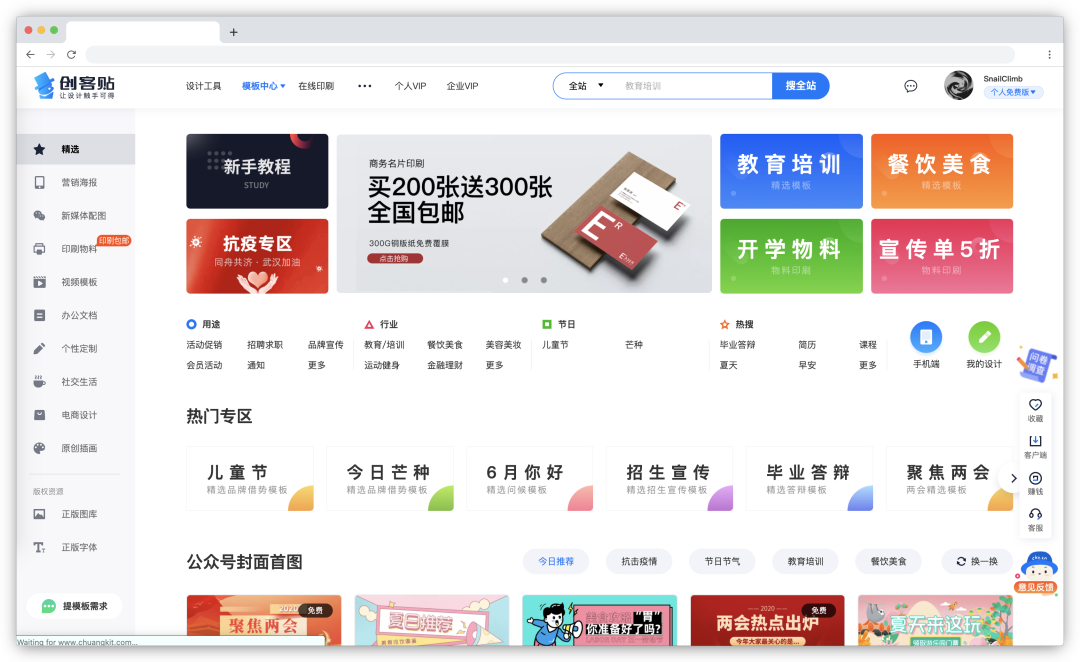 创客贴
让设计触手可得
设计工具
模板中心
在线印刷
•••
个人VIP
企业VIP
全站
教育培训
搜全站
SnailClimb
个人免费版
精选
营销海报
新媒体配图
印刷物料
印刷包邮
视频模板
办公文档
个性定制
社交生活
电商设计
原创插画
版权资源
正版图库
正版字体
提模板需求
新手教程
STUDY
抗疫专区
同舟共济 · 武汉加油
商务名片印刷
买200张送300张
全国包邮
300G铜版纸免费覆膜
点击抢购
E R
E
教育培训
精选模板
餐饮美食
精选模板
开学物料
物料印刷
宣传单5折
物料印刷
用途
活动促销 招聘求职 品牌宣传
会员活动 通知 更多
行业
教育/培训 餐饮美食 美容美妆
运动健身 金融理财 更多
节日
儿童节 芒种
热搜
毕业答辩 简历 课程
夏天 早安 更多
手机端
我的设计
问卷
调查
收藏
客户端
赚钱
客服
意见反馈
热门专区
儿童节
精选品牌借势模板
今日芒种
精选品牌借势模板
6月你好
精选问候模板
招生宣传
精选招生宣传模板
毕业答辩
精选答辩模板
聚焦两会
两会精选模板
公众号封面首图
今日推荐
抗击疫情
节日节气
教育培训
餐饮美食
换一换
2020
免费
聚焦两会
夏日推荐
"胃"
你准备好了吗?
2020
免费
两会热点出炉
今年大家最关心的是...
夏天来这玩
Waiting for www.chuangkit.com...